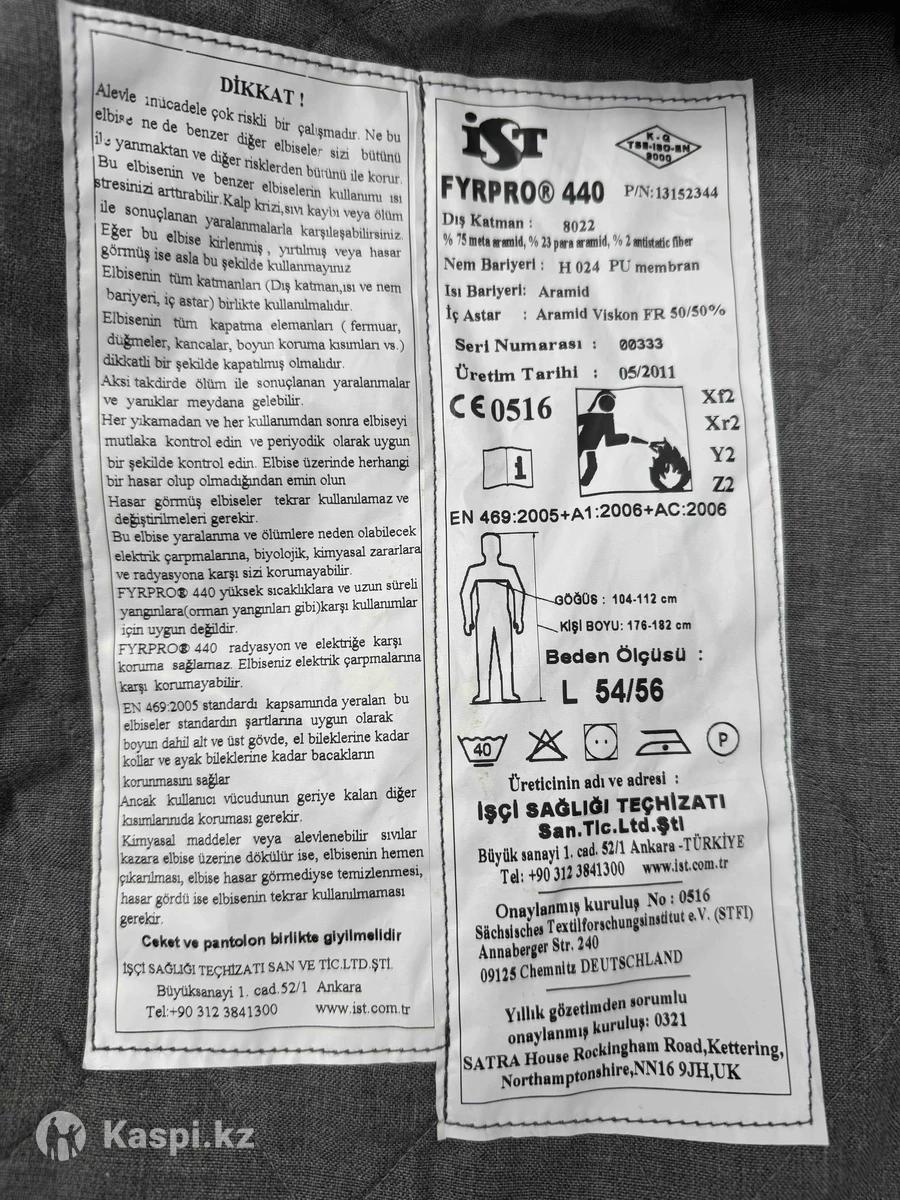 DİKKAT !
Alevle mücadele çok riskli bir çalışmadır. Ne bu
elbise ne de benzer diğer elbiseler sizi bütünü
ile yanmaktan ve diğer risklerden bütünü ile korur.
Bu elbisenin ve benzer elbiselerin kullanımı ısı
stresinizi arttırabilir.Kalp krizi,sıvı kaybı veya ölüm
ile sonuçlanan yaralanmalarla karşılaşabilirsiniz.
Eğer bu elbise kirlenmiş , yırtılmış veya hasar
görmüş ise asla bu şekilde kullanmayınız
Elbisenin tüm katmanları (Dış katman,ısı ve nem
bariyeri, iç astar) birlikte kullanılmalıdır.
Elbisenin tüm kapatma elemanları ( fermuar,
düğmeler, kancalar, boyun koruma kısımları vs.)
dikkatli bir şekilde kapatılmış olmalıdır.
Aksi takdirde ölüm ile sonuçlanan yaralanmalar
ve yanıklar meydana gelebilir.
Her yıkamadan ve her kullanımdan sonra elbiseyi
mutlaka kontrol edin ve periyodik olarak uygun
bir şekilde kontrol edin. Elbise üzerinde herhangi
bir hasar olup olmadığından emin olun
Hasar görmüş elbiseler tekrar kullanılamaz ve
değiştirilmeleri gerekir.
Bu elbise yaralanma ve ölümlere neden olabilecek
elektrik çarpmalarına, biyolojik, kimyasal zararlara
ve radyasyona karşı sizi korumayabilir.
FYRPRO® 440 yüksek sıcaklıklara ve uzun süreli
yangınlara(orman yangınları gibi)karşı kullanımlar
için uygun değildir.
FYRPRO® 440 radyasyon ve elektriğe karşı
koruma sağlamaz. Elbiseniz elektrik çarpmalarına
karşı korumayabilir.
EN 469:2005 standardı kapsamında yeralan bu
elbiseler standardın şartlarına uygun olarak
boyun dahil alt ve üst gövde, el bileklerine kadar
kollar ve ayak bileklerine kadar bacakların
korunmasını sağlar
Ancak kullanıcı vücudunun geriye kalan diğer
kısımlarınıda koruması gerekir.
Kimyasal maddeler veya alevlenebilir sıvılar
kazara elbise üzerine dökülür ise, elbisenin hemen
çıkarılması, elbise hasar görmediyse temizlenmesi,
hasar gördü ise elbisenin tekrar kullanılmaması
gerekir.
Ceket ve pantolon birlikte giyilmelidir
İŞÇİ SAĞLIĞI TEÇHİZATI SAN VE TİC.LTD.ŞTİ.
Büyüksanayi 1. cad.52/1 Ankara
Tel:+90 312 3841300 www.ist.com.tr
iST
K.Q
TSE-ISO-EN
9000
FYRPRO® 440 P/N:13152344
Dış Katman : 8022
% 75 meta aramid, % 23 para aramid, % 2 antistatic fiber
Nem Bariyeri : H 024 PU membran
Isı Bariyeri: Aramid
İç Astar : Aramid Viskon FR 50/50%
Seri Numarası : 00333
Üretim Tarihi : 05/2011
CE 0516
Xf2
Xr2
Y2
Z2
i
EN 469:2005+A1:2006+AC:2006
GÖĞÜS : 104-112 cm
KİŞİ BOYU: 176-182 cm
Beden Ölçüsü :
L 54/56
40
P
Üreticinin adı ve adresi :
İŞÇİ SAĞLIĞI TEÇHİZATI
San.Tic.Ltd.Şti
Büyük sanayi 1. cad. 52/1 Ankara -TÜRKİYE
Tel: +90 312 3841300 www.ist.com.tr
Onaylanmış kuruluş No : 0516
Sächsisches Textilforschungsinstitut e.V. (STFI)
Annaberger Str. 240
09125 Chemnitz DEUTSCHLAND
Yıllık gözetimden sorumlu
onaylanmış kuruluş: 0321
SATRA House Rockingham Road,Kettering,
Northamptonshire,NN16 9JH,UK
Kaspi.kz